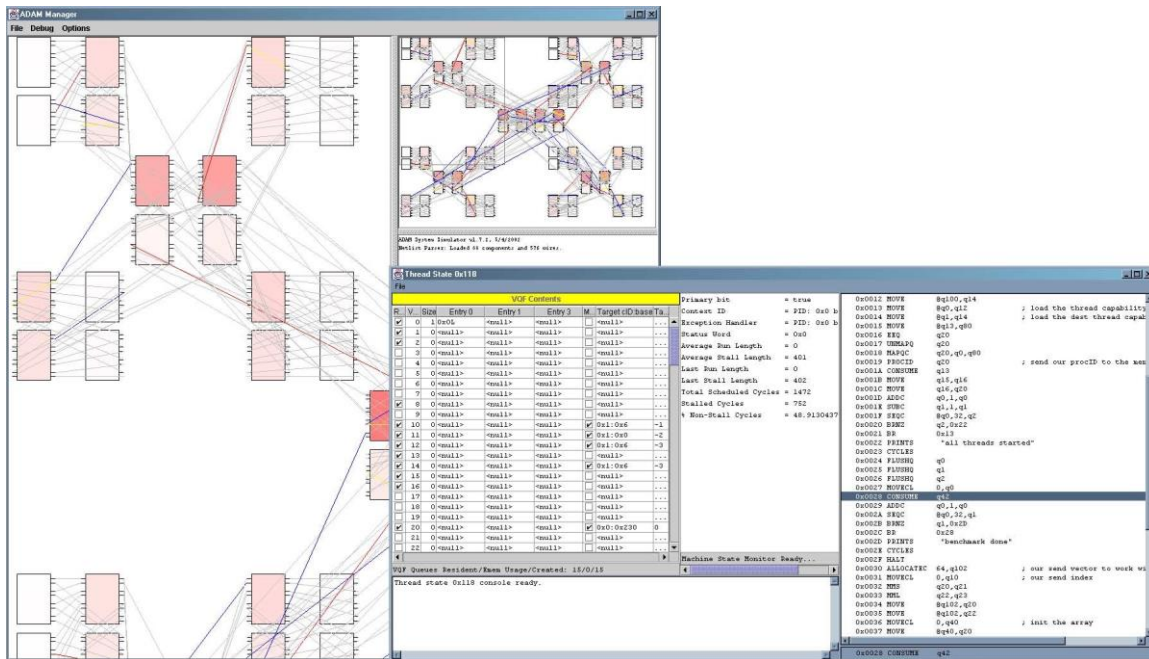 ADAM Manager
File Debug Options
ADAM System Simulator v1.7.2, 5/4/2002
Thread State 0x118
File
VQF Contents
R... V... Size Entry 0 Entry 1 Entry 3 M... Target cID:base Ta...
0 1 0x0L <null> <null> <null> ...
1 0 <null> <null> <null> <null> ...
2 0 <null> <null> <null> <null> ...
3 0 <null> <null> <null> <null> ...
4 0 <null> <null> <null> <null> ...
5 0 <null> <null> <null> <null> ...
6 0 <null> <null> <null> <null> ...
7 0 <null> <null> <null> <null> ...
8 0 <null> <null> <null> <null> ...
9 0 <null> <null> <null> <null> ...
10 0 <null> <null> <null> 0x1:0x6 -1
11 0 <null> <null> <null> 0x1:0x0 -2
12 0 <null> <null> <null> 0x1:0x6 -3
13 0 <null> <null> <null> <null> ...
14 0 <null> <null> <null> 0x1:0x6 -3
15 0 <null> <null> <null> <null> ...
16 0 <null> <null> <null> <null> ...
17 0 <null> <null> <null> <null> ...
18 0 <null> <null> <null> <null> ...
19 0 <null> <null> <null> <null> ...
20 0 <null> <null> <null> 0x0:0x230 0
21 0 <null> <null> <null> <null> ...
22 0 <null> <null> <null> <null> ...
VQF Queues Resident/Emem Usage/Created: 15/0/15
Thread state 0x118 console ready.
Primary bit = true
Context ID = PID: 0x0 b
Exception Handler = PID: 0x0 b
Status Word = 0x0
Average Run Length = 0
Average Stall Length = 401
Last Run Length = 0
Last Stall Length = 402
Total Scheduled Cycles = 1472
Stalled Cycles = 752
% Non-Stall Cycles = 48.9130437
Machine State Monitor Ready...
0x0012 MOVE @q100,q14
0x0013 MOVE @q0,q12 ; load the thread capability
0x0014 MOVE @q1,q14 ; load the dest thread capab
0x0015 MOVE q13,q80
0x0016 EEQ q20
0x0017 UNMAPQ q20
0x0018 MAPQC q20,q0,q80
0x0019 PROCID q20 ; send our procID to the
0x001A CONSUME q13
0x001B MOVE q15,q16
0x001C MOVE q16,q20
0x001D ADDC q0,1,q0
0x001E SUBC q1,1,q1
0x001F SEQC @q0,32,q2
0x0020 BRNZ q2,0x22
0x0021 BR 0x13
0x0022 PRINTS "all threads started"
0x0023 CYCLES
0x0024 FLUSHQ q0
0x0025 FLUSHQ q1
0x0026 FLUSHQ q2
0x0027 MOVECL 0,q0
0x0028 CONSUME q42
0x0029 ADDC q0,1,q0
0x002A SEQC @q0,32,q1
0x002B BRNZ q1,0x2D
0x002C BR 0x28
0x002D PRINTS "benchmark done"
0x002E CYCLES
0x002F HALT
0x0030 ALLOCATEC 64,q102 ; our send vector to work wi
0x0031 MOVECL 0,q10 ; our send index
0x0032 MMS q20,q21
0x0033 MML q22,q23
0x0034 MOVE @q102,q20
0x0035 MOVE @q102,q22
0x0036 MOVECL 0,q40 ; init the array
0x0037 MOVE @q40,q20
0x0028 CONSUME q42